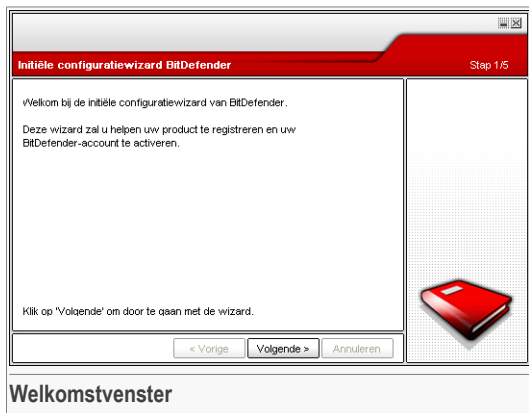 Initiële configuratiewizard BitDefender
Stap 1/5
Welkom bij de initiële configuratiewizard van BitDefender.
Deze wizard zal u helpen uw product te registreren en uw
BitDefender-account te activeren.
Klik op 'Volgende' om door te gaan met de wizard.
< Vorige
Volgende >
Annuleren
Welkomstvenster